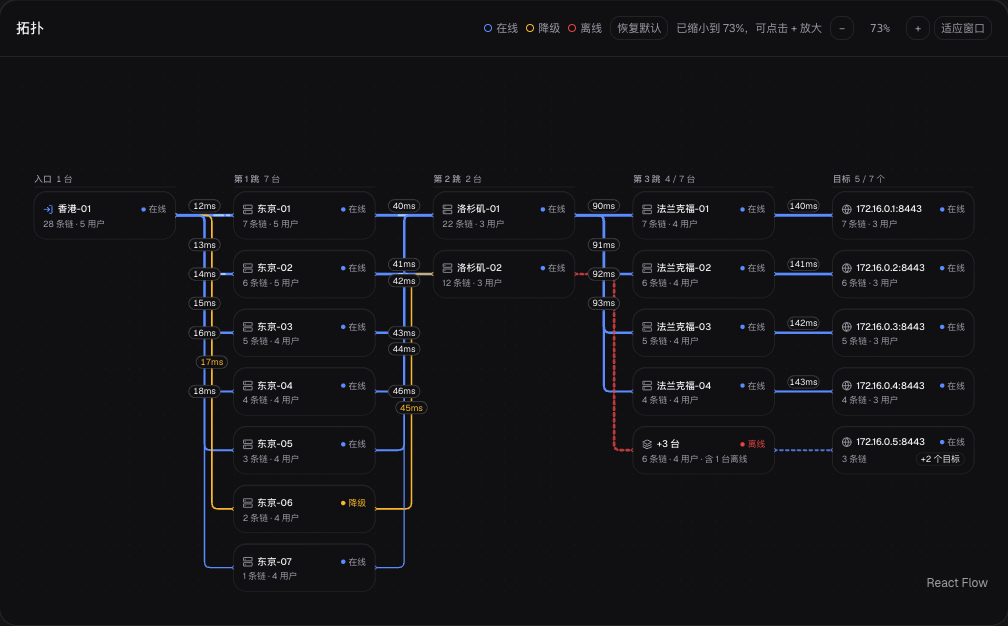 拓扑
在线 降级 离线 恢复默认 已缩小到 73%，可点击 + 放大 − 73% + 适应窗口
入口 1 台
香港-01 在线
28 条链 · 5 用户
12ms
13ms
14ms
15ms
16ms
17ms
18ms
第 1 跳 7 台
东京-01 在线
7 条链 · 5 用户
东京-02 在线
6 条链 · 5 用户
东京-03 在线
5 条链 · 4 用户
东京-04 在线
4 条链 · 4 用户
东京-05 在线
3 条链 · 4 用户
东京-06 降级
2 条链 · 4 用户
东京-07 在线
1 条链 · 4 用户
40ms
41ms
42ms
43ms
44ms
46ms
45ms
第 2 跳 2 台
洛杉矶-01 在线
22 条链 · 3 用户
洛杉矶-02 在线
12 条链 · 3 用户
90ms
91ms
92ms
93ms
第 3 跳 4 / 7 台
法兰克福-01 在线
7 条链 · 4 用户
法兰克福-02 在线
6 条链 · 4 用户
法兰克福-03 在线
5 条链 · 4 用户
法兰克福-04 在线
4 条链 · 4 用户
+3 台 离线
6 条链 · 4 用户 · 含 1 台离线
140ms
141ms
142ms
143ms
目标 5 / 7 个
172.16.0.1:8443 在线
7 条链 · 3 用户
172.16.0.2:8443 在线
6 条链 · 3 用户
172.16.0.3:8443 在线
5 条链 · 3 用户
172.16.0.4:8443 在线
4 条链 · 3 用户
172.16.0.5:8443 在线
3 条链 +2 个目标
React Flow